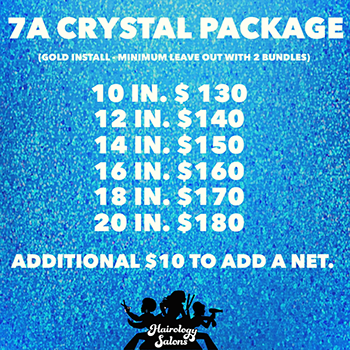 7A CRYSTAL PACKAGE
(GOLD INSTALL -MINIMUM LEAVE OUT WITH 2 BUNDLES)
10 IN. $ 130
12 IN. $140
14 IN. $150
16 IN. $160
18 IN. $170
20 IN. $180
ADDITIONAL $10 TO ADD A NET.
Hairology
Salons